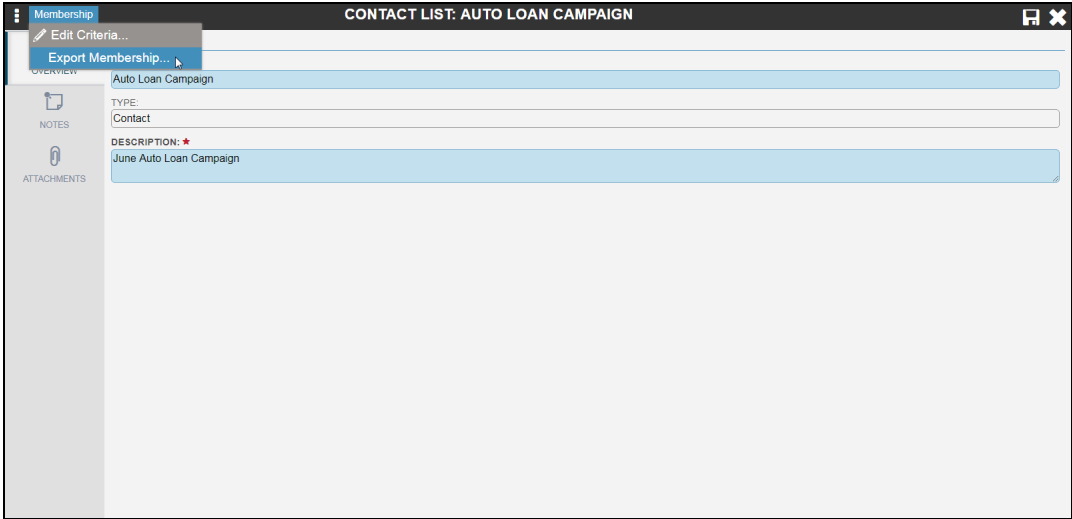 Membership
CONTACT LIST: AUTO LOAN CAMPAIGN
Edit Criteria...
Export Membership...
OVERVIEW
Auto Loan Campaign
TYPE:
Contact
NOTES
DESCRIPTION: ★
June Auto Loan Campaign
ATTACHMENTS